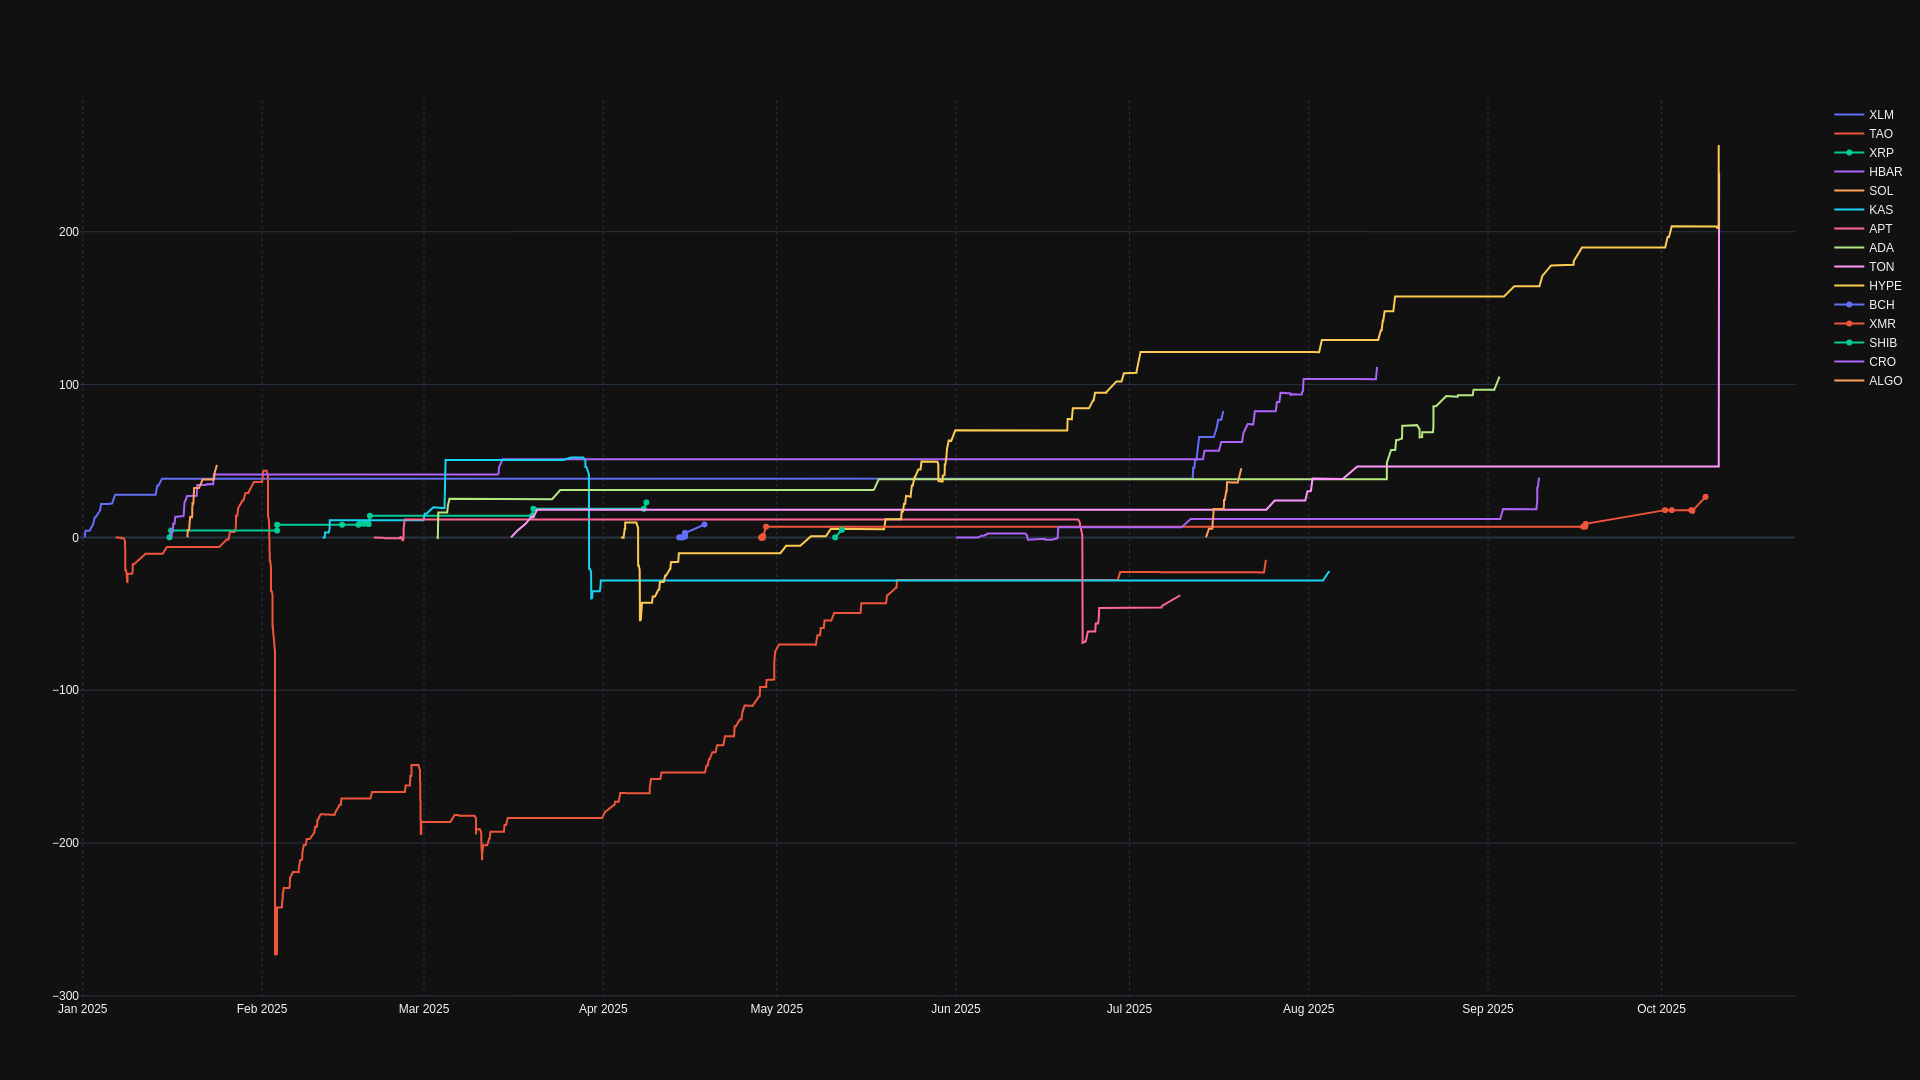 XLM
TAO
XRP
HBAR
SOL
KAS
APT
ADA
TON
HYPE
BCH
XMR
SHIB
CRO
ALGO
200
100
0
−100
−200
−300
Jan 2025 Feb 2025 Mar 2025 Apr 2025 May 2025 Jun 2025 Jul 2025 Aug 2025 Sep 2025 Oct 2025